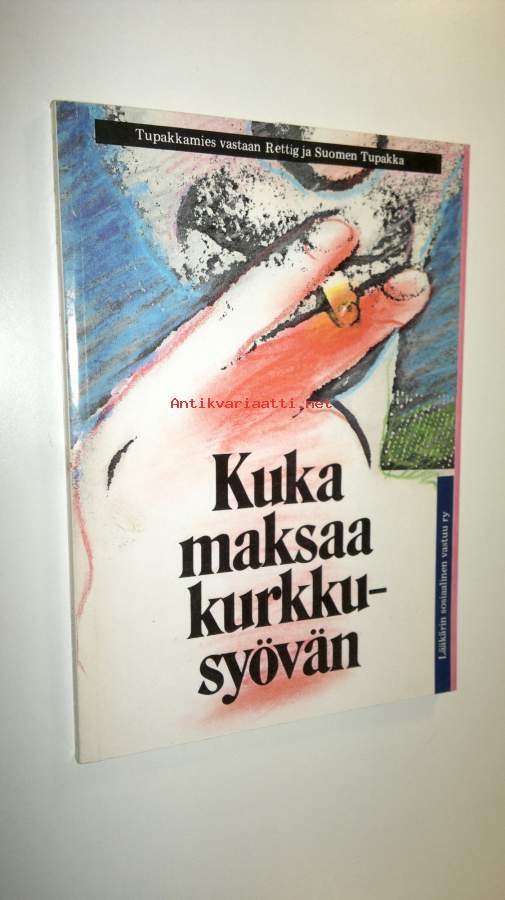 Tupakkamies vastaan Rettig ja Suomen Tupakka
Antikvariaatti.net
Kuka
maksaa
kurkku-
syövän
Lääkärin sosiaalinen vastuu ry